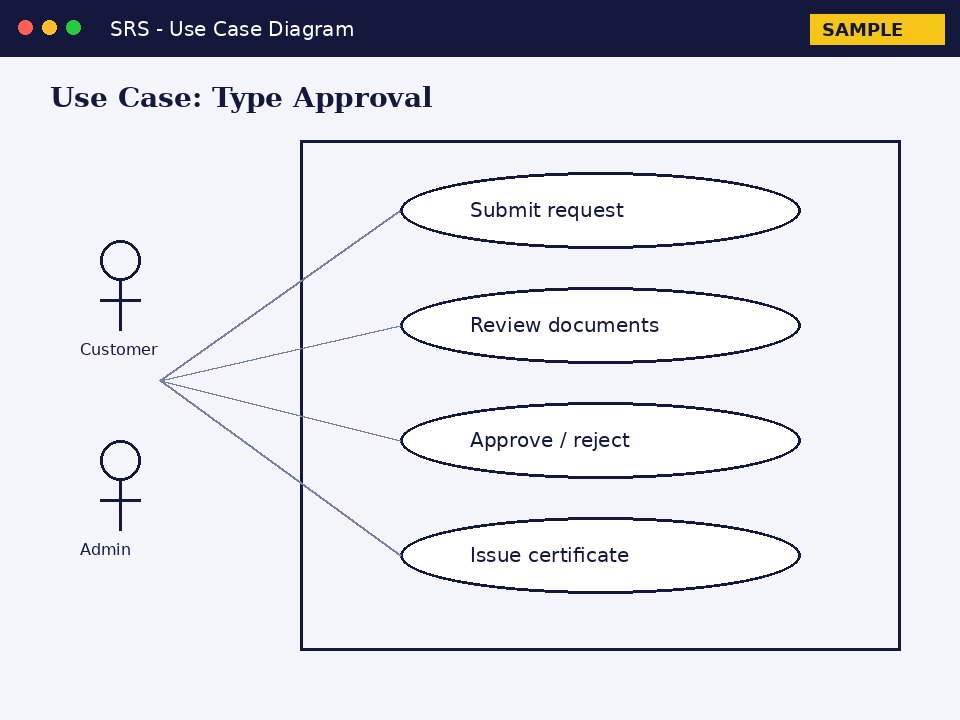 SRS - Use Case Diagram
SAMPLE
Use Case: Type Approval
Submit request
Review documents
Customer
Approve / reject
Admin
Issue certificate